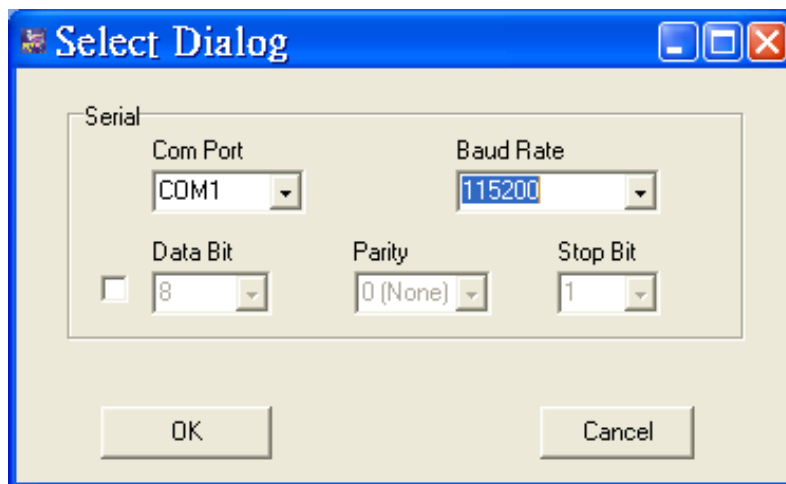 Select Dialog
Serial
Com Port Baud Rate
COM1 115200
Data Bit Parity Stop Bit
8 0 (None) 1
OK Cancel